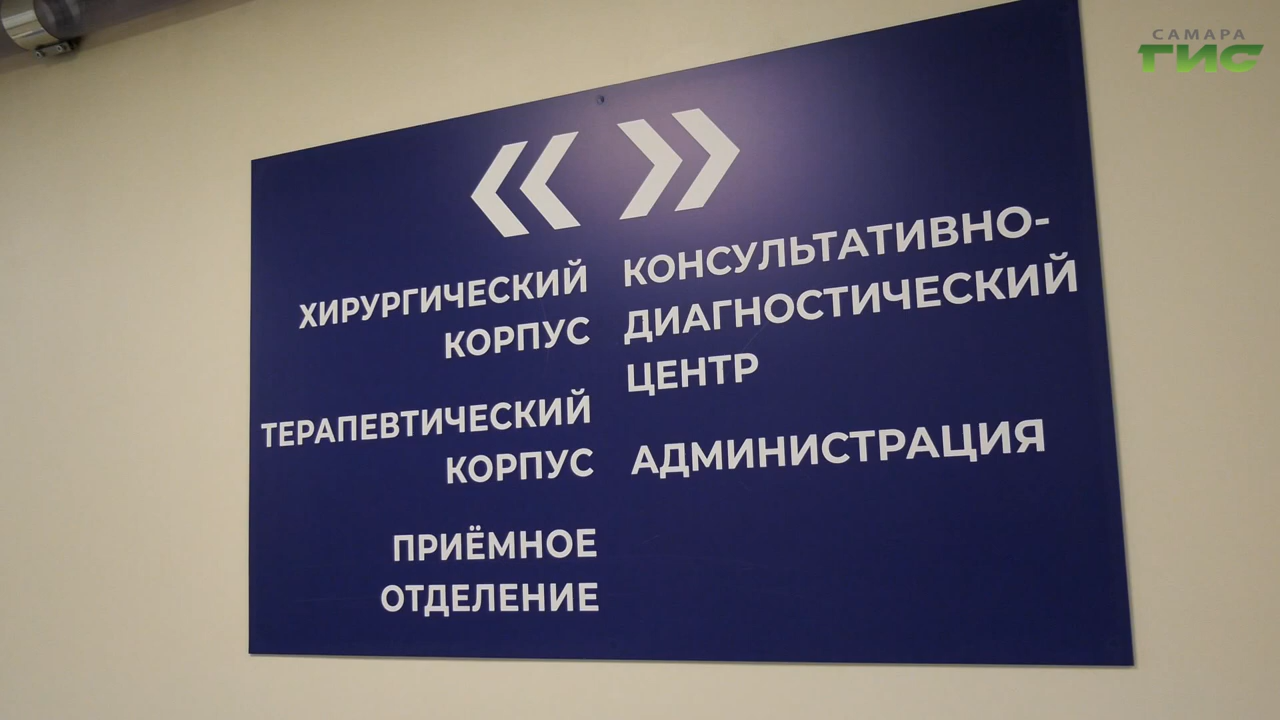 САМАРА
ГИС
ХИРУРГИЧЕСКИЙ
КОРПУС
ТЕРАПЕВТИЧЕСКИЙ
КОРПУС
ПРИЁМНОЕ
ОТДЕЛЕНИЕ
КОНСУЛЬТАТИВНО-
ДИАГНОСТИЧЕСКИЙ
ЦЕНТР
АДМИНИСТРАЦИЯ